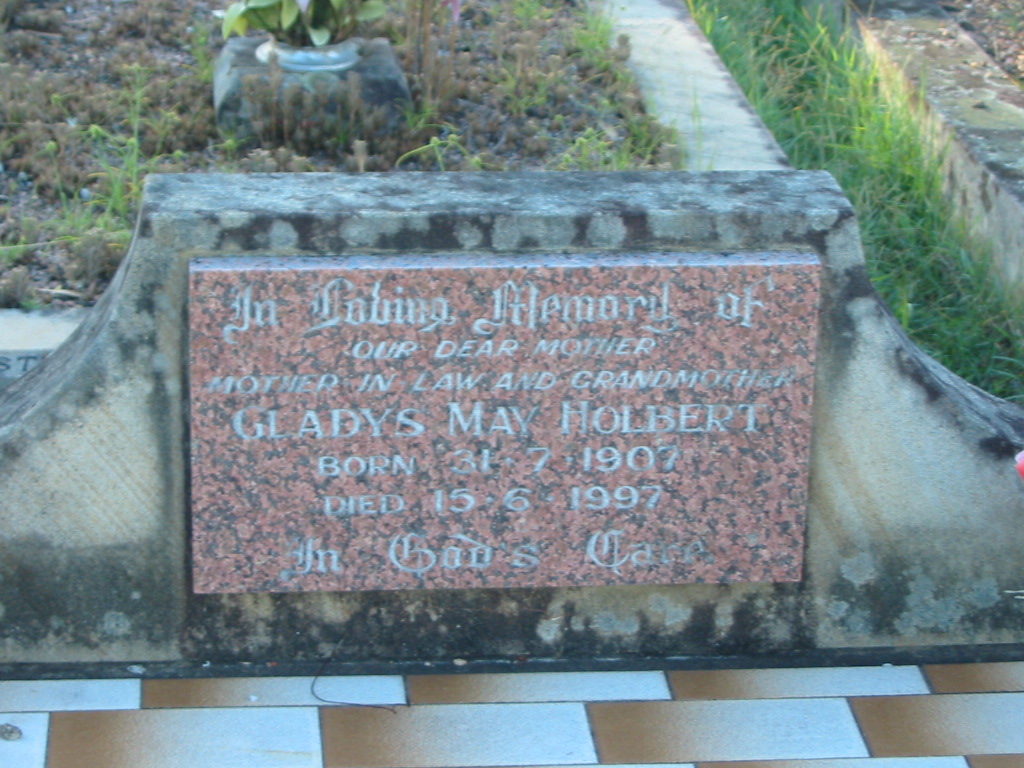 In Loving Memory of
OUR DEAR MOTHER
MOTHER IN LAW AND GRANDMOTHER
GLADYS MAY HOLBERT
BORN 31-7-1907
DIED 15-6-1997
In God's Care
ST